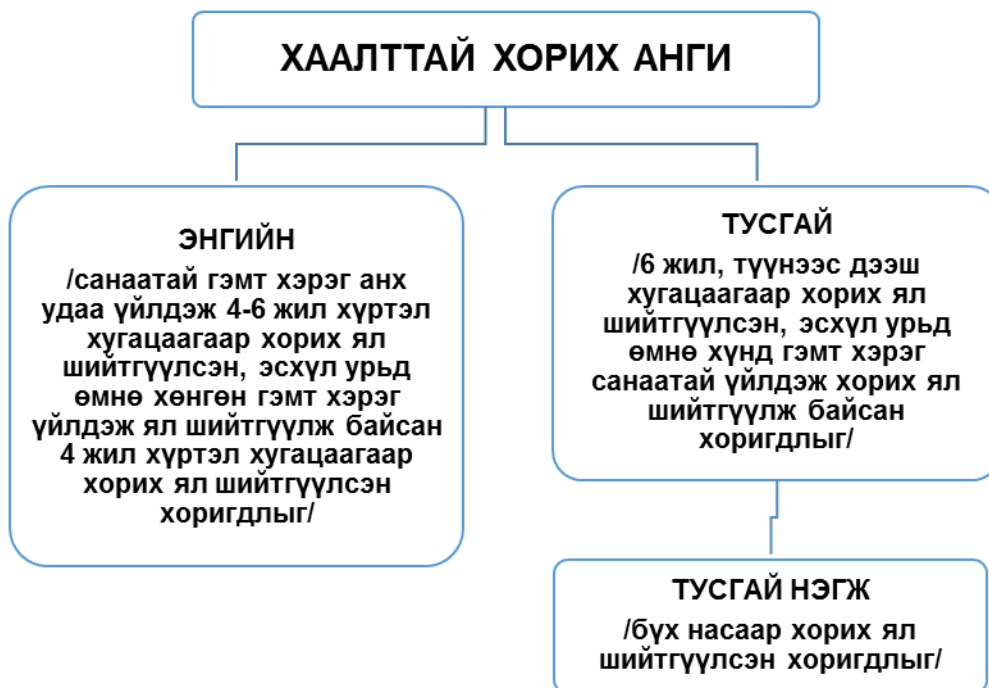 ХААЛТТАЙ ХОРИХ АНГИ
ЭНГИЙН
/санаатай гэмт хэрэг анх
удаа үйлдэж 4-6 жил хүртэл
хугацаагаар хорих ял
шийтгүүлсэн, эсхүл урьд
өмнө хөнгөн гэмт хэрэг
үйлдэж ял шийтгүүлж байсан
4 жил хүртэл хугацаагаар
хорих ял шийтгүүлсэн
хоригдлыг/
ТУСГАЙ
/6 жил, түүнээс дээш
хугацаагаар хорих ял
шийтгүүлсэн, эсхүл урьд
өмнө хүнд гэмт хэрэг
санаатай үйлдэж хорих ял
шийтгүүлж байсан
хоригдлыг/
ТУСГАЙ НЭГЖ
/бүх насаар хорих ял
шийтгүүлсэн хоригдлыг/